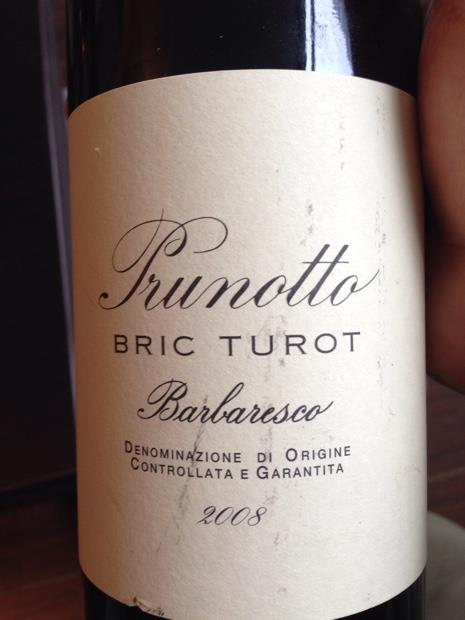 Prunotto
BRIC TUROT
Barbaresco
DENOMINAZIONE DI ORIGINE
CONTROLLATA E GARANTITA
2008